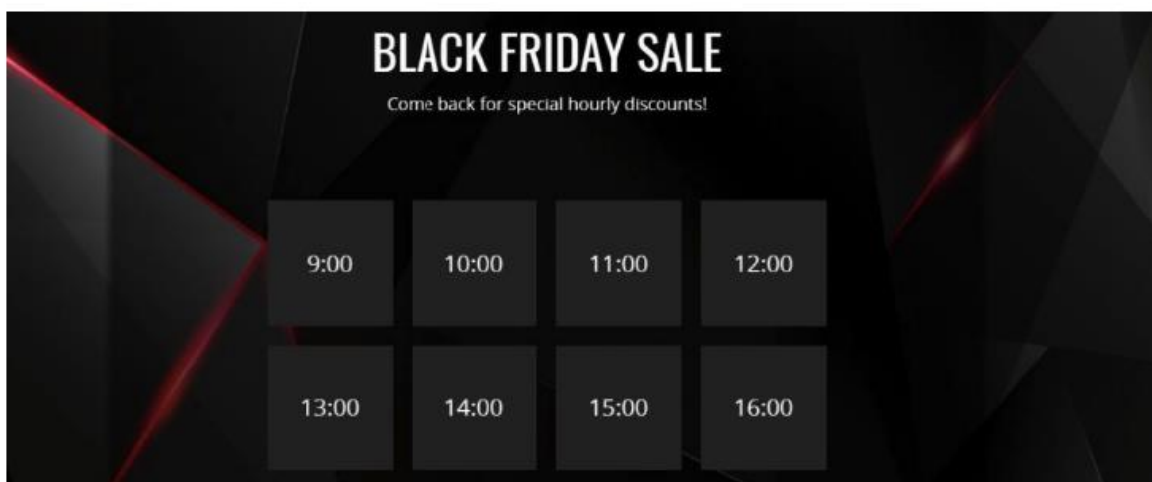 BLACK FRIDAY SALE
Come back for special hourly discounts!
9:00 10:00 11:00 12:00
13:00 14:00 15:00 16:00